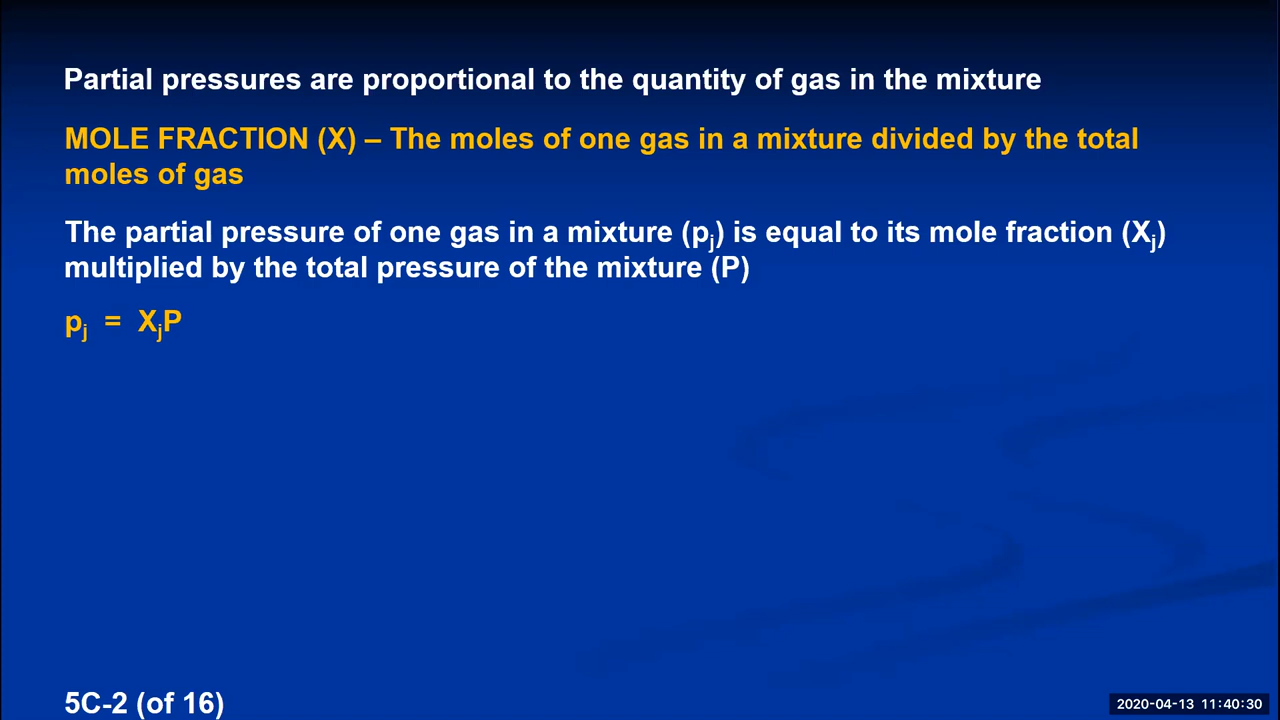 Partial pressures are proportional to the quantity of gas in the mixture
MOLE FRACTION (X) – The moles of one gas in a mixture divided by the total
moles of gas
The partial pressure of one gas in a mixture (pj) is equal to its mole fraction (Xj)
multiplied by the total pressure of the mixture (P)
pj = XjP
5C-2 (of 16)
2020-04-13 11:40:30